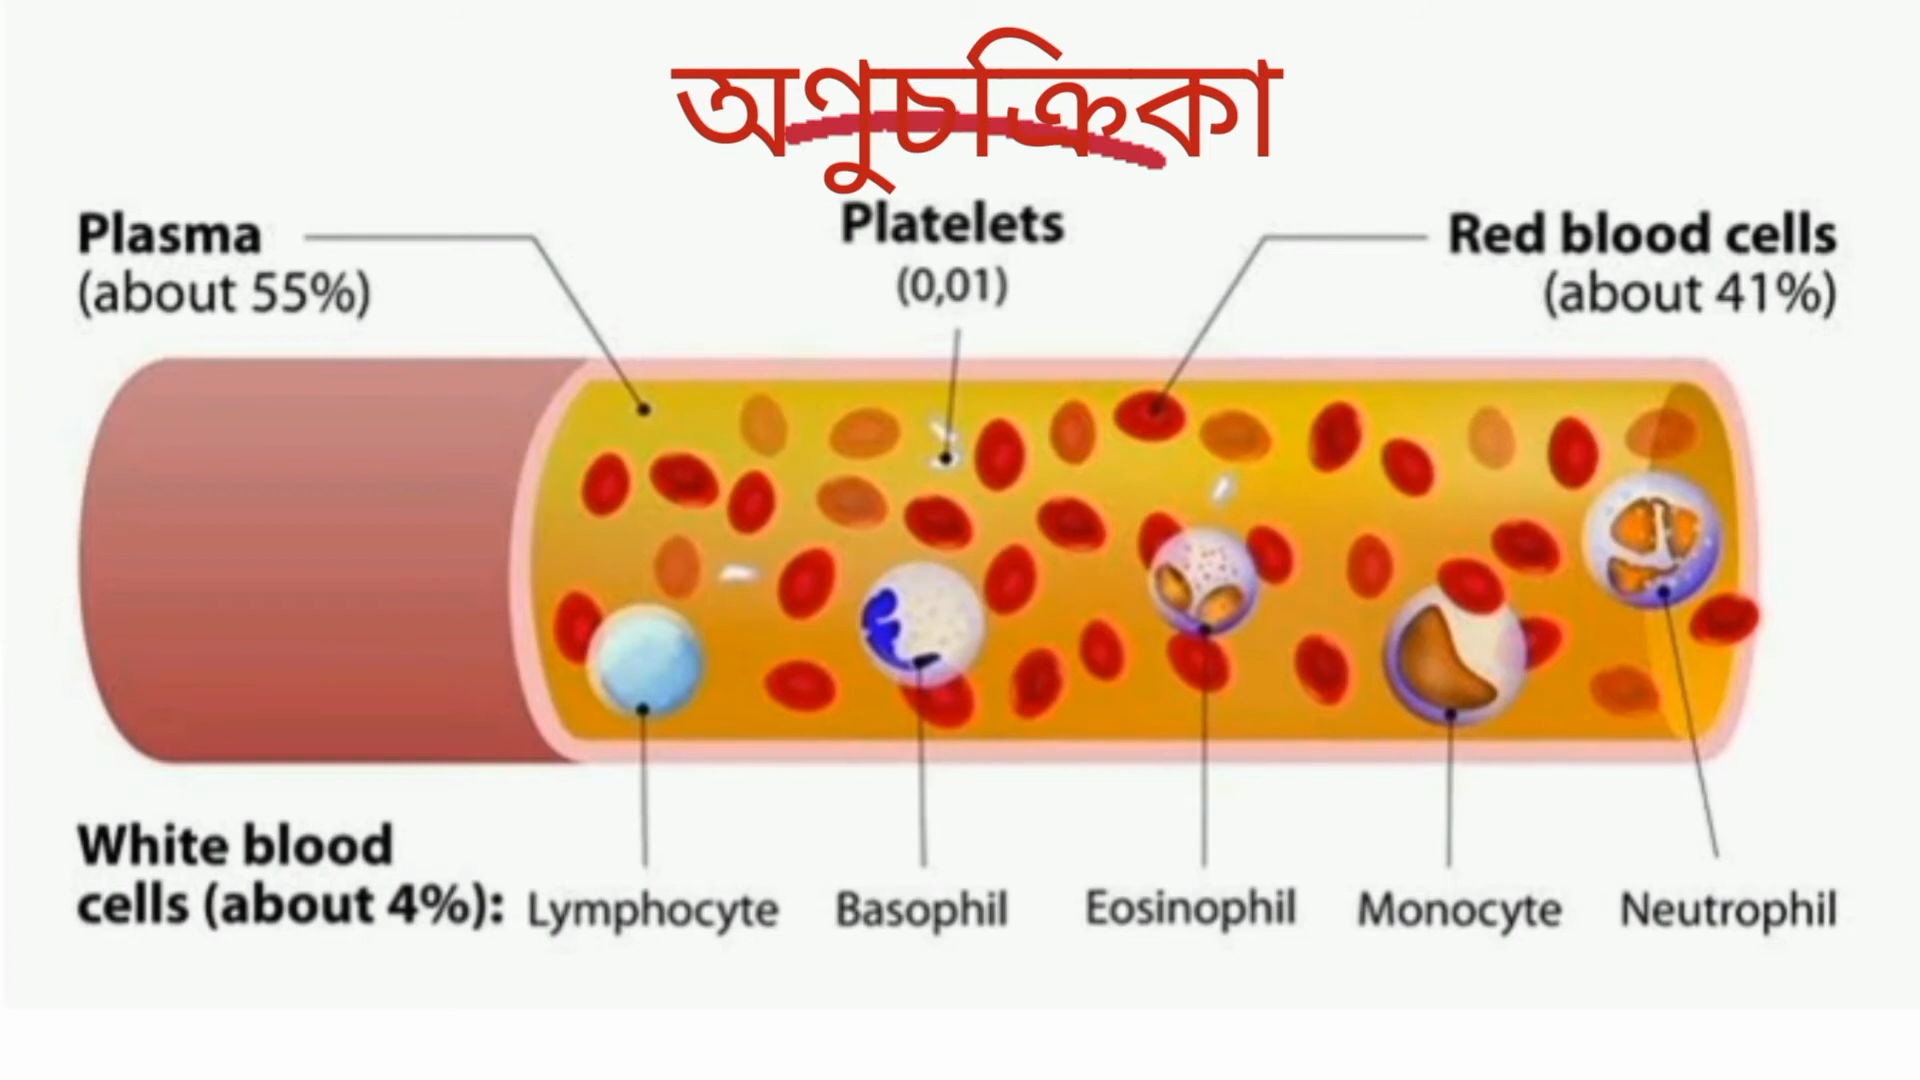 অণুচক্রিকা
Plasma
(about 55%)
Platelets
(0,01)
Red blood cells
(about 41%)
White blood
cells (about 4%):
Lymphocyte
Basophil
Eosinophil
Monocyte
Neutrophil